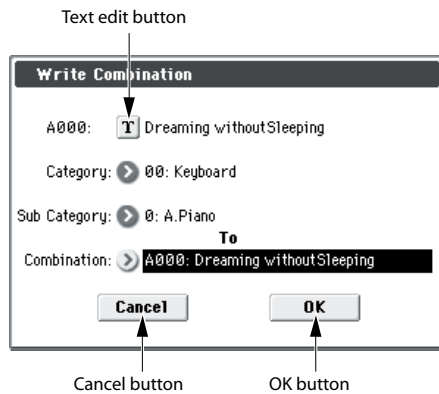 Text edit button
Write Combination
A000: T Dreaming withoutSleeping
Category: 00: Keyboard
Sub Category: 0: A.Piano
To
Combination: A000: Dreaming withoutSleeping
Cancel OK
Cancel button OK button